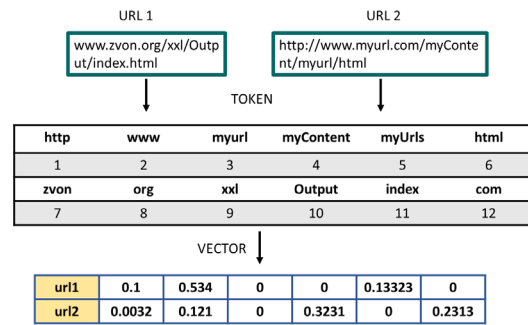 URL 1 URL 2
www.zvon.org/xxl/Outp
ut/index.html
http://www.myurl.com/myConte
nt/myurl/html
TOKEN
http www myurl myContent myUrls html
1 2 3 4 5 6
zvon org xxl Output index com
7 8 9 10 11 12
VECTOR
url1 0.1 0.534 0 0 0.13323 0
url2 0.0032 0.121 0 0.3231 0 0.2313